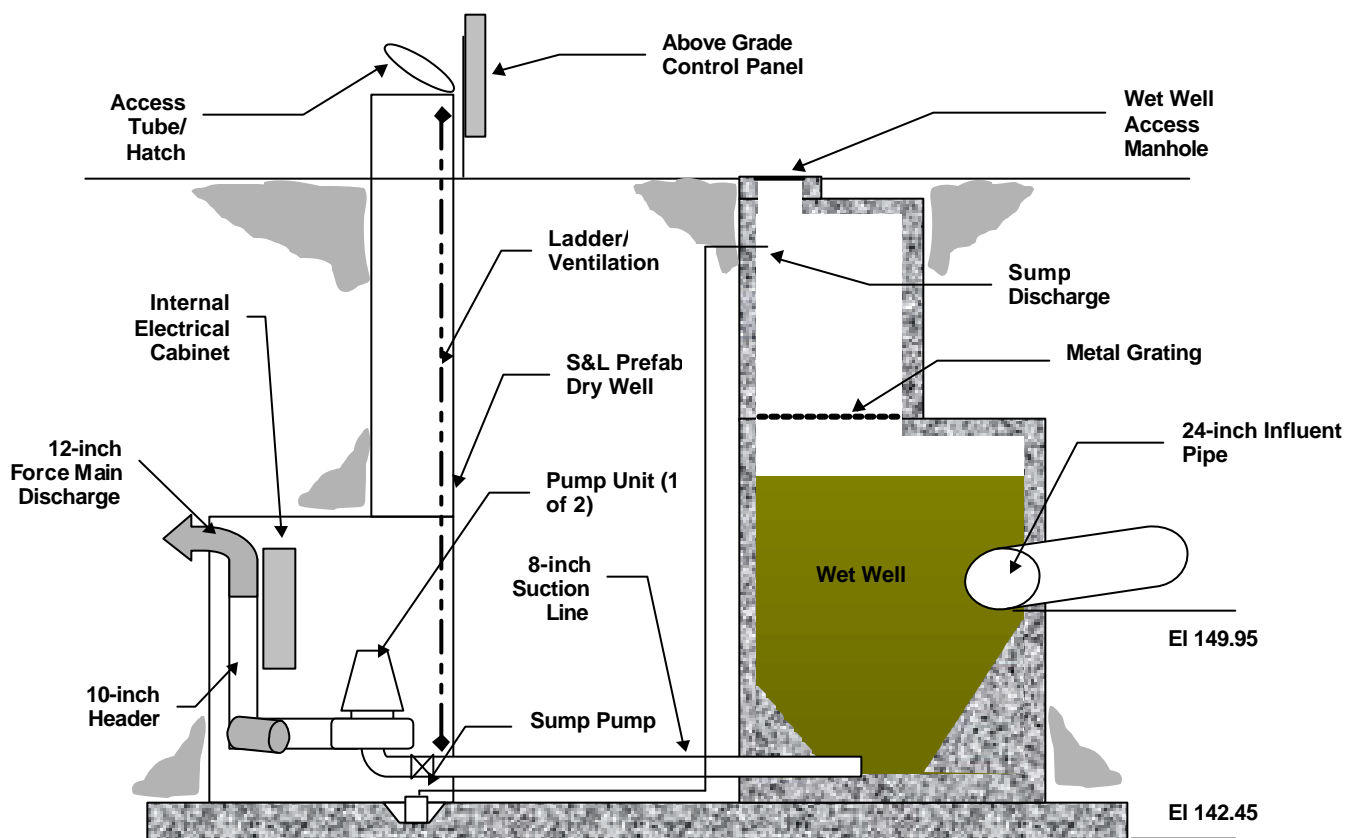 Above Grade
Control Panel
Access
Tube/
Hatch
Wet Well
Access
Manhole
Ladder/
Ventilation
Sump
Discharge
Internal
Electrical
Cabinet
Metal Grating
S&L Prefab
Dry Well
12-inch
Force Main
Discharge
24-inch Influent
Pipe
Pump Unit (1
of 2)
8-inch
Suction
Line
Wet Well
El 149.95
10-inch
Header
Sump Pump
El 142.45